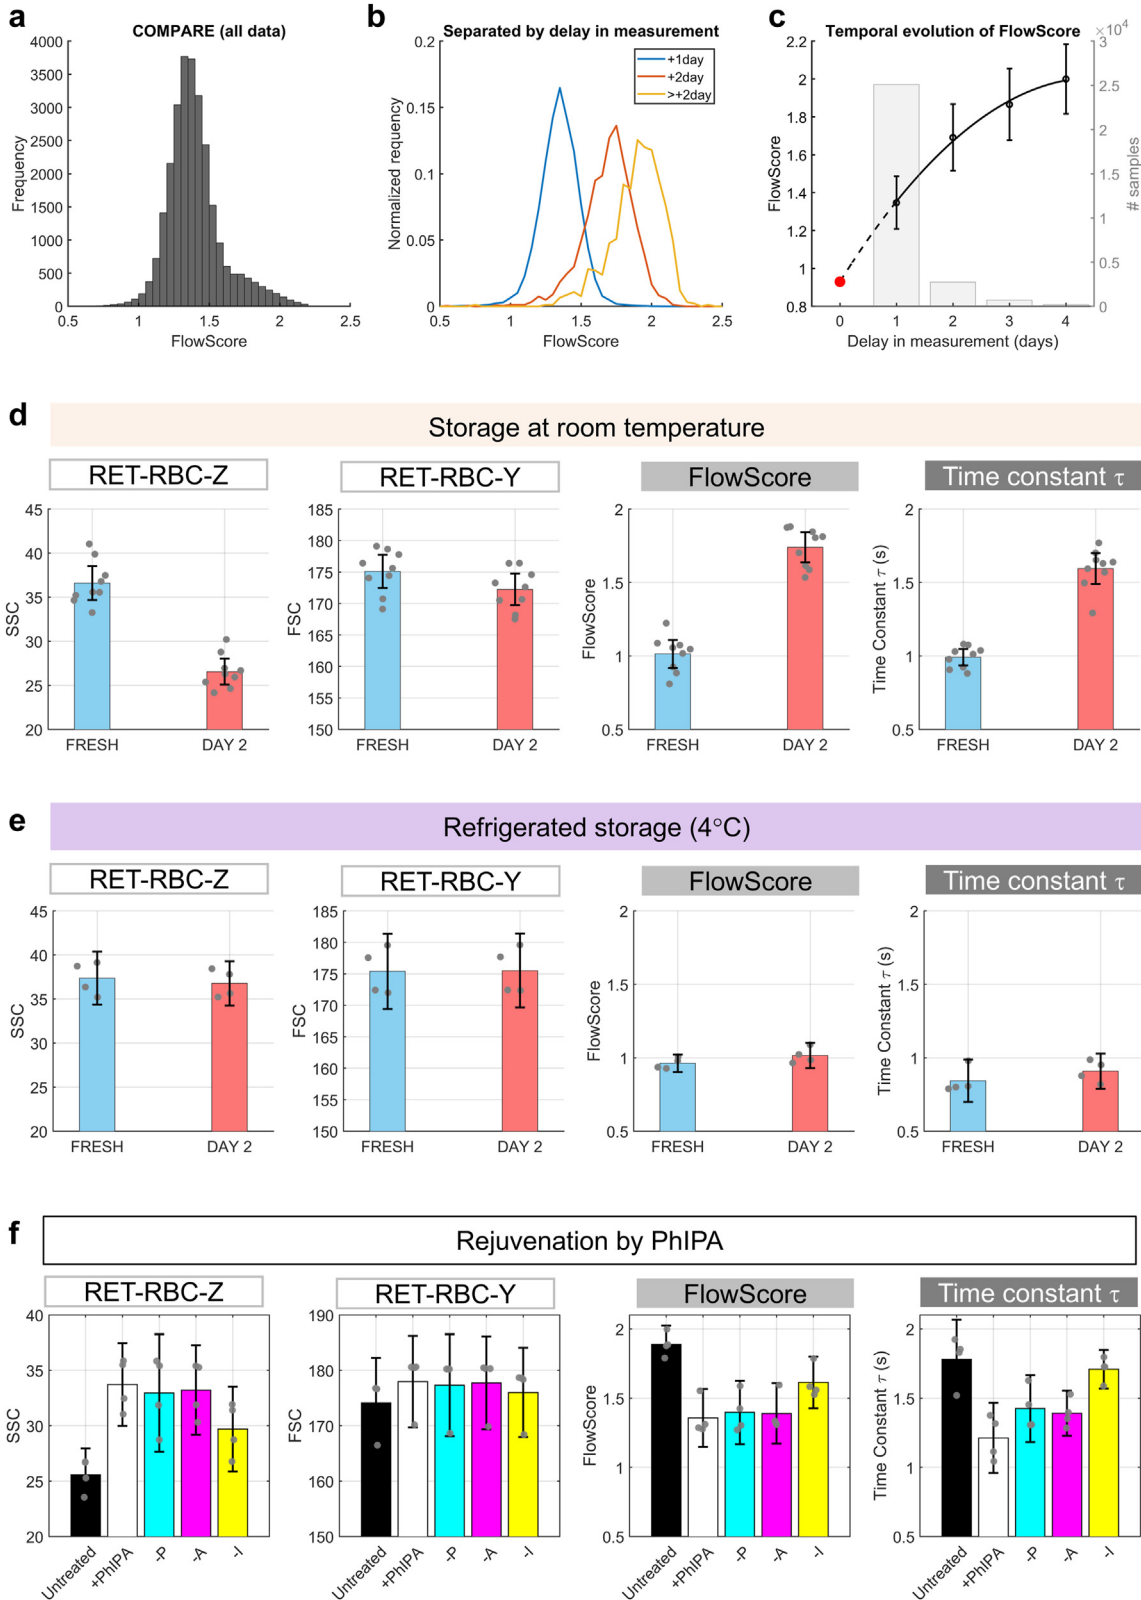 a
COMPARE (all data)
Frequency
4000
3500
3000
2500
2000
1500
1000
500
0
0.5 1 1.5 2 2.5
FlowScore
b
Separated by delay in measurement
Normalized requency
0.2
0.15
0.1
0.05
0
+1day
+2day
>+2day
0.5 1 1.5 2 2.5
FlowScore
c
Temporal evolution of FlowScore
×10⁴
FlowScore
2.2
2
1.8
1.6
1.4
1.2
1
0.8
3
2.5
2
1.5
1
0.5
0
# samples
0 1 2 3 4
Delay in measurement (days)
d
Storage at room temperature
RET-RBC-Z
SSC
45
40
35
30
25
20
FRESH DAY 2
RET-RBC-Y
FSC
185
180
175
170
165
160
155
150
FRESH DAY 2
FlowScore
FlowScore
2
1.5
1
0.5
FRESH DAY 2
Time constant τ
Time Constant τ (s)
2
1.5
1
0.5
FRESH DAY 2
e
Refrigerated storage (4°C)
RET-RBC-Z
SSC
45
40
35
30
25
20
FRESH DAY 2
RET-RBC-Y
FSC
185
180
175
170
165
160
155
150
FRESH DAY 2
FlowScore
FlowScore
2
1.5
1
0.5
FRESH DAY 2
Time constant τ
Time Constant τ (s)
2
1.5
1
0.5
FRESH DAY 2
f
Rejuvenation by PhIPA
RET-RBC-Z
SSC
40
35
30
25
20
Untreated +PhIPA -P -A -I
RET-RBC-Y
FSC
190
180
170
160
150
Untreated +PhIPA -P -A -I
FlowScore
FlowScore
2
1.5
1
0.5
Untreated +PhIPA -P -A -I
Time constant τ
Time Constant τ (s)
2
1.5
1
0.5
Untreated +PhIPA -P -A -I